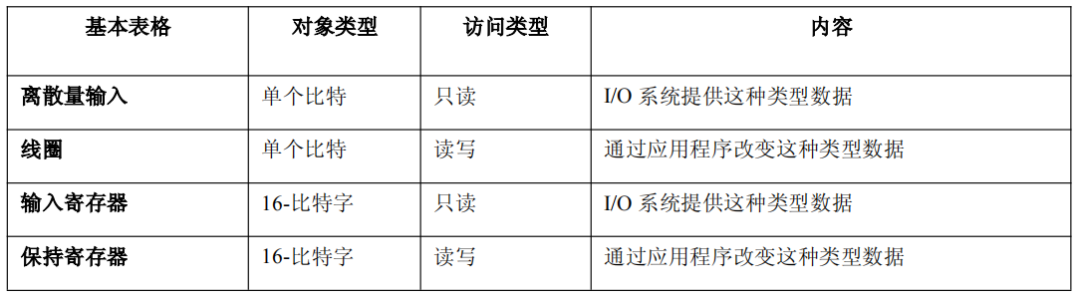 基本表格 对象类型 访问类型 内容
离散量输入 单个比特 只读 I/O 系统提供这种类型数据
线圈 单个比特 读写 通过应用程序改变这种类型数据
输入寄存器 16-比特字 只读 I/O 系统提供这种类型数据
保持寄存器 16-比特字 读写 通过应用程序改变这种类型数据